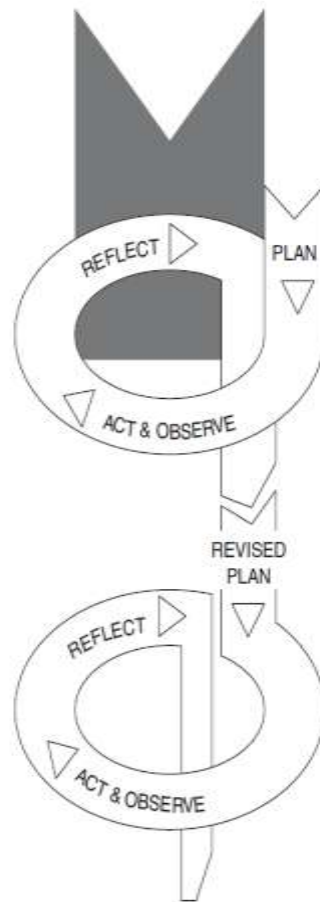 PLAN
REFLECT
ACT & OBSERVE
REVISED
PLAN
REFLECT
ACT & OBSERVE